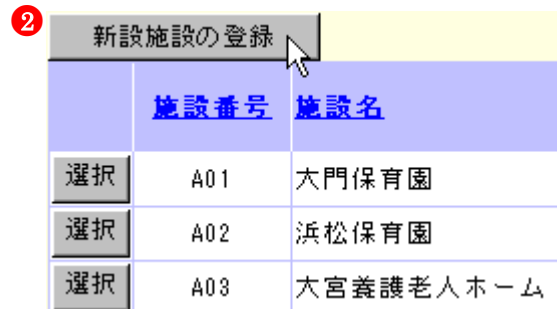 ❷
新設施設の登録
施設番号 施設名
選択 A01 大門保育園
選択 A02 浜松保育園
選択 A03 大宮養護老人ホーム